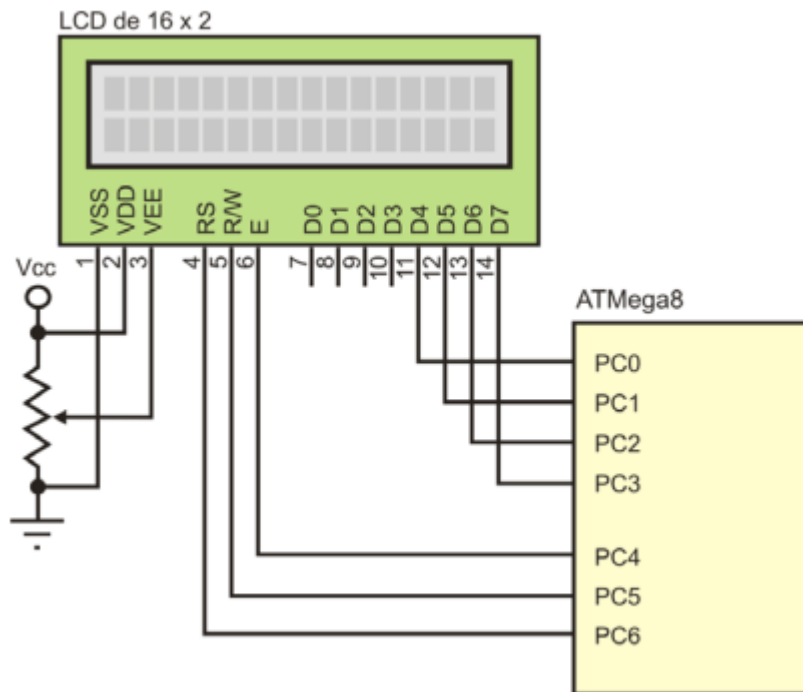 LCD de 16 x 2
VSS
VDD
VEE
RS
R/W
E
D0
D1
D2
D3
D4
D5
D6
D7
1
2
3
4
5
6
7
8
9
10
11
12
13
14
Vcc
ATMega8
PC0
PC1
PC2
PC3
PC4
PC5
PC6